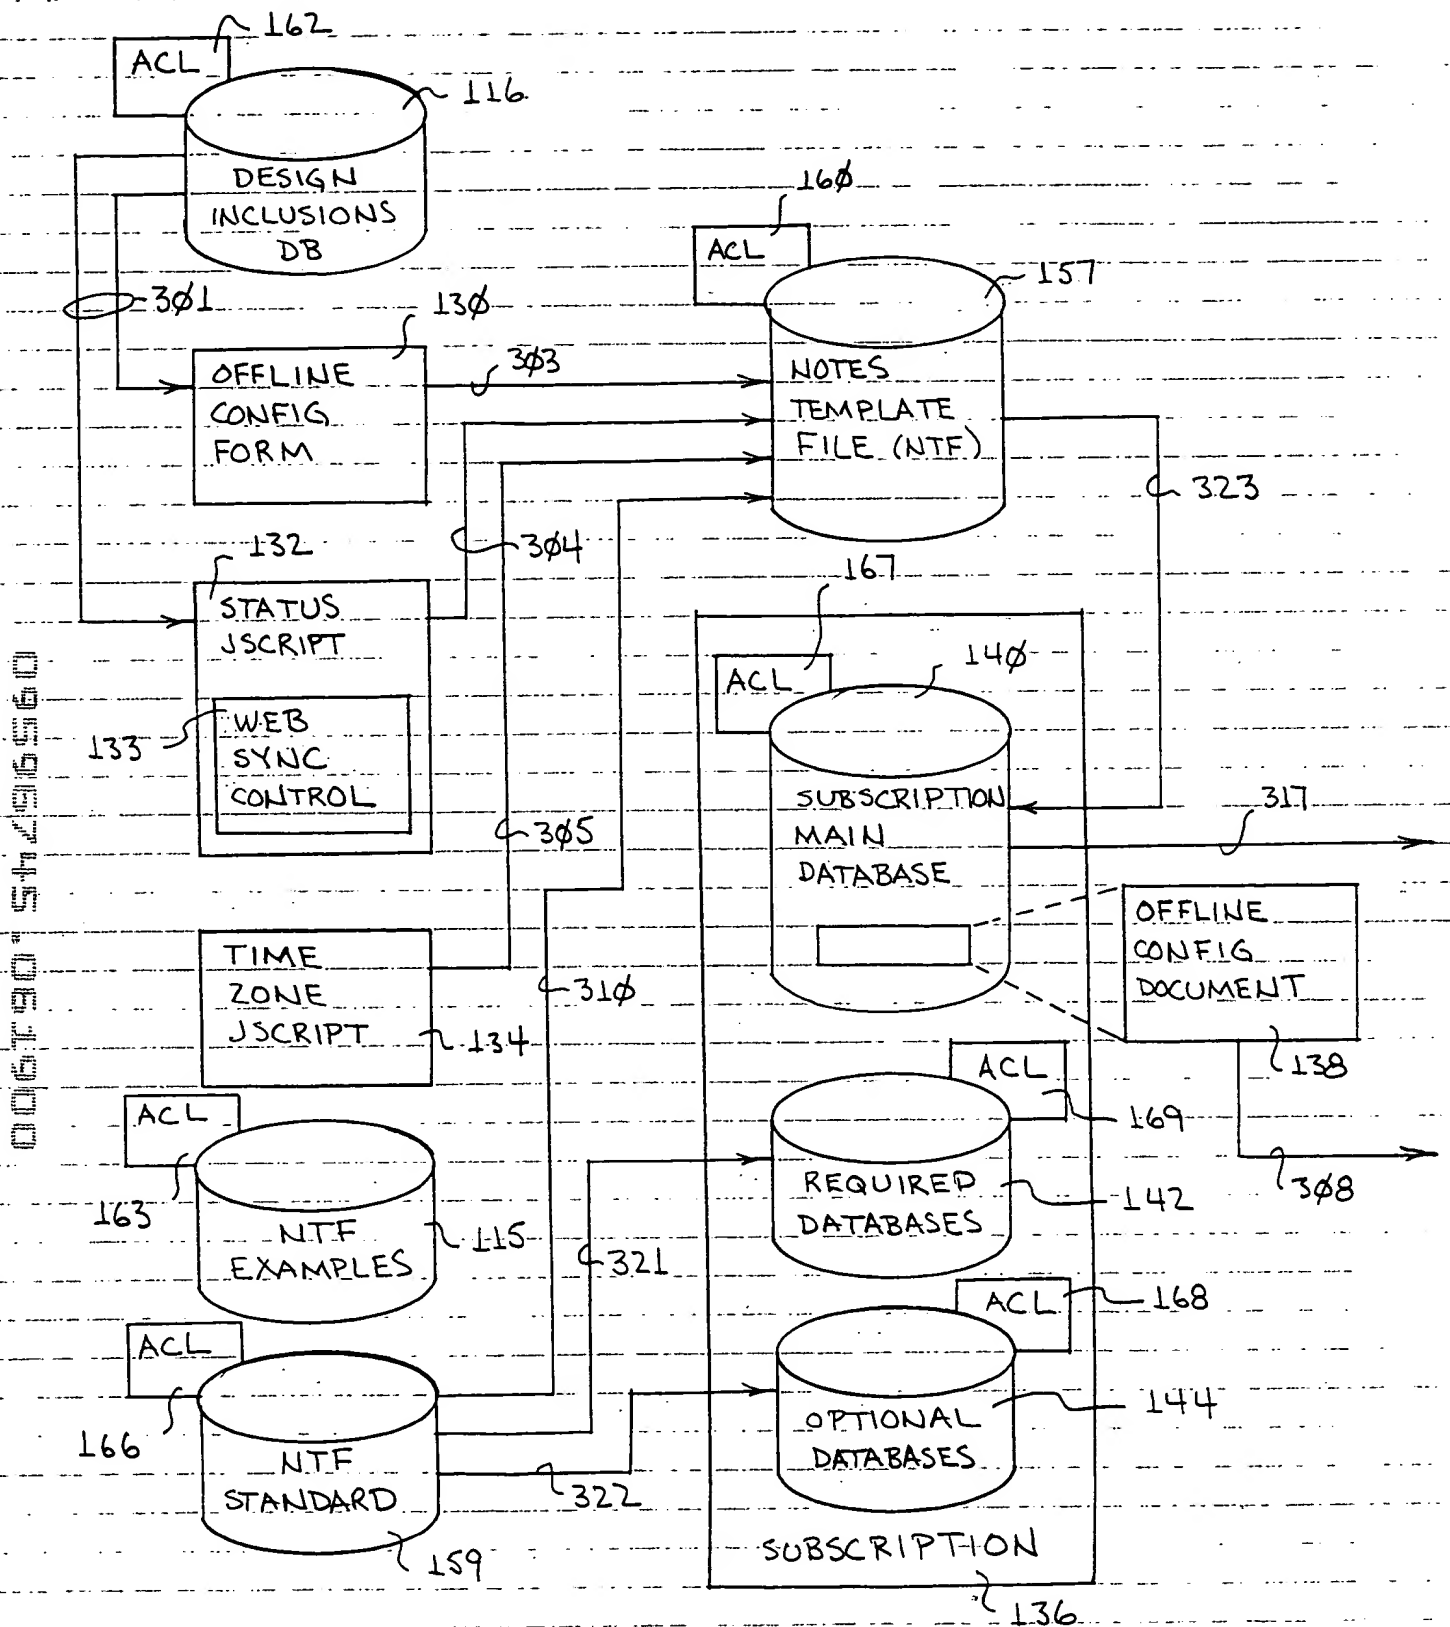 162
ACL
116
DESIGN
INCLUSIONS
DB
301
130
OFFLINE
CONFIG
FORM
303
160
ACL
157
NOTES
TEMPLATE
FILE (NTF)
323
304
132
STATUS
JSCRIPT
133
WEB
SYNC
CONTROL
305
167
ACL
140
SUBSCRIPTION
MAIN
DATABASE
317
OFFLINE
CONFIG
DOCUMENT
138
308
TIME
ZONE
JSCRIPT
134
310
ACL
163
NTF
EXAMPLES
115
321
ACL
169
REQUIRED
DATABASES
142
ACL
168
OPTIONAL
DATABASES
144
ACL
166
NTF
STANDARD
159
322
SUBSCRIPTION
136